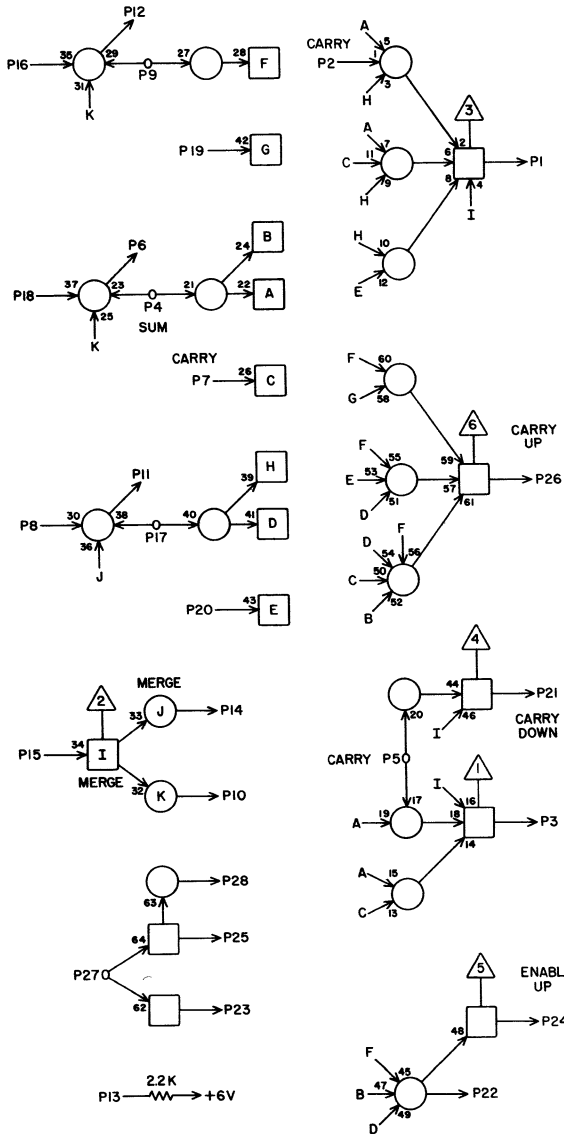 P12
P16 35 29 27 28 F
31 P9
K
P19 42 G
P6
24 B
P18 37 23 21 22 A
25 P4
SUM
K
CARRY
P7 26 C
P11
39 H
P8 30 38 40 41 D
36 P17
J
P20 43 E
2 MERGE
33 J P14
P15 34 I
MERGE 32 K P10
63 P28
64 P25
P27
62 P23
2.2K
P13 +6V
A 5
CARRY 1
P2
3
H
3
A 7
2
C 11 6 P1
9 8 4
H I
H 10
E 12
F 60
G 58
6
CARRY
UP
F 55 59
E 53 57 P26
51 61
D
D F
54 56
C 50
B 52
4
44 P21
20 46
I CARRY
DOWN
CARRY P5
1
17 I 16
A 19 18 P3
14
A 15
C 13
5
ENABL
UP
48 P24
F 45
B 47 P22
D 49